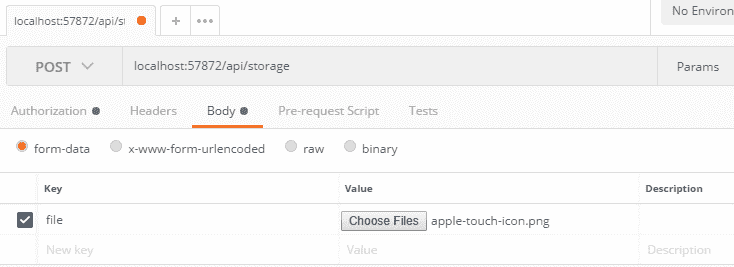 localhost:57872/api/st
No Environ
POST localhost:57872/api/storage Params
Authorization Headers Body Pre-request Script Tests
form-data x-www-form-urlencoded raw binary
Key Value Description
file Choose Files apple-touch-icon.png
New key Value Description